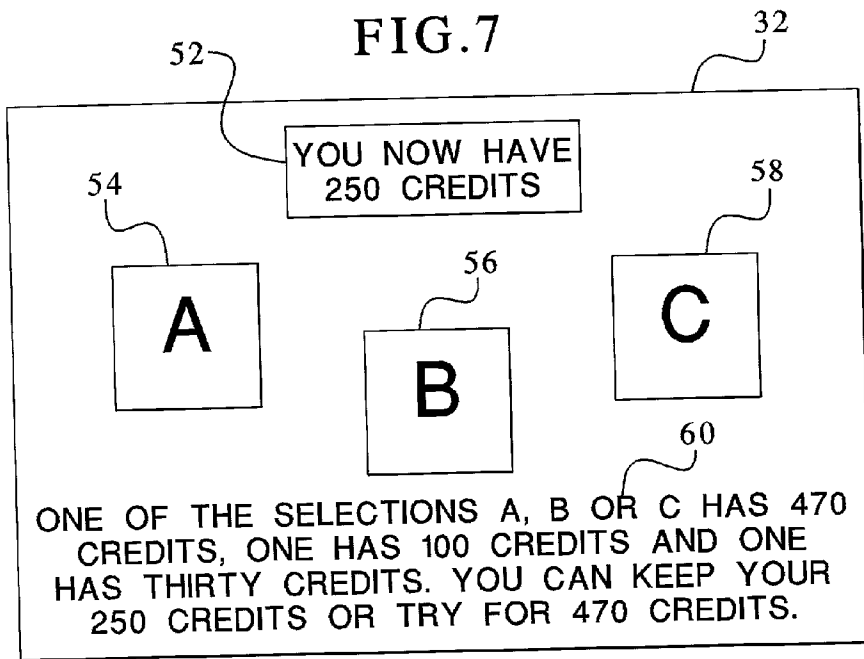 FIG.7
52
32
YOU NOW HAVE
250 CREDITS
54
58
56
A
B
C
60
ONE OF THE SELECTIONS A, B OR C HAS 470
CREDITS, ONE HAS 100 CREDITS AND ONE
HAS THIRTY CREDITS. YOU CAN KEEP YOUR
250 CREDITS OR TRY FOR 470 CREDITS.